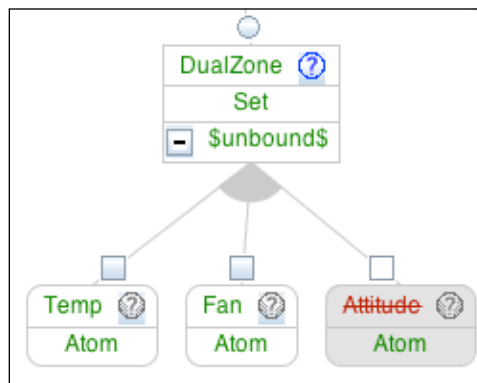 DualZone ?
Set
$unbound$
Temp ? Fan ? Attitude ?
Atom Atom Atom